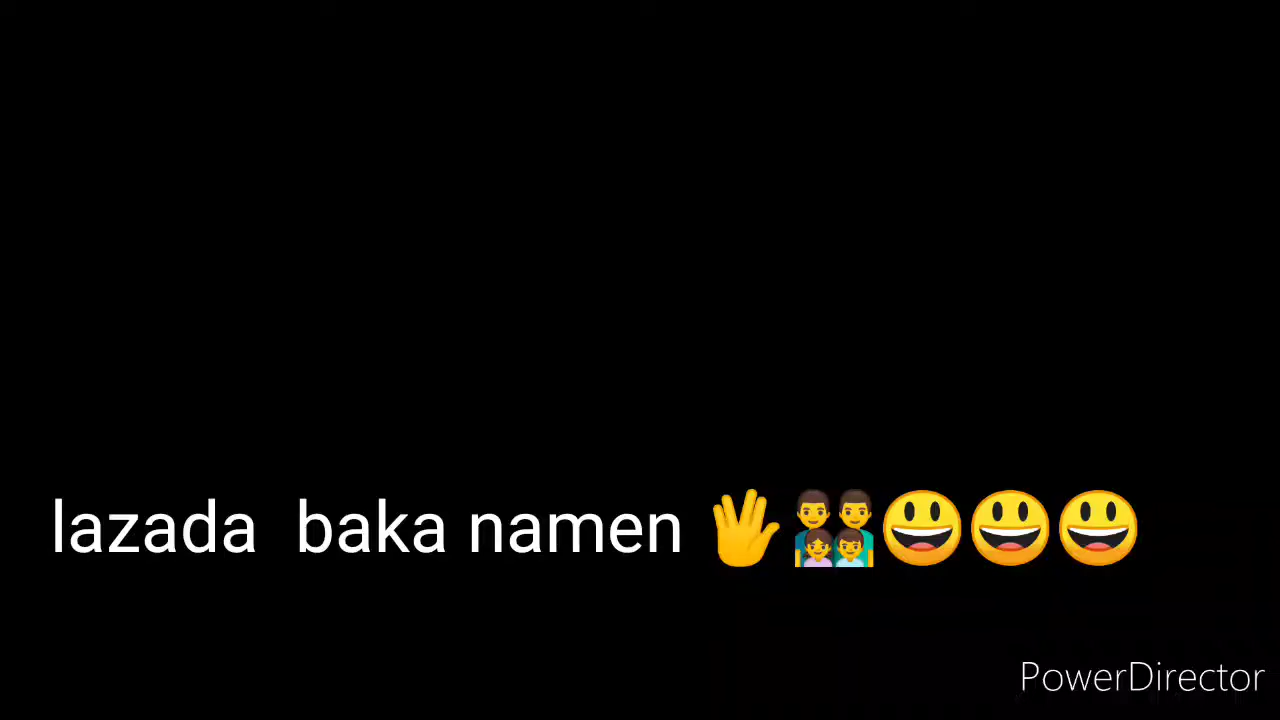 lazada  baka namen 🖖👨‍👨‍👧‍👦😃😃😃
PowerDirector